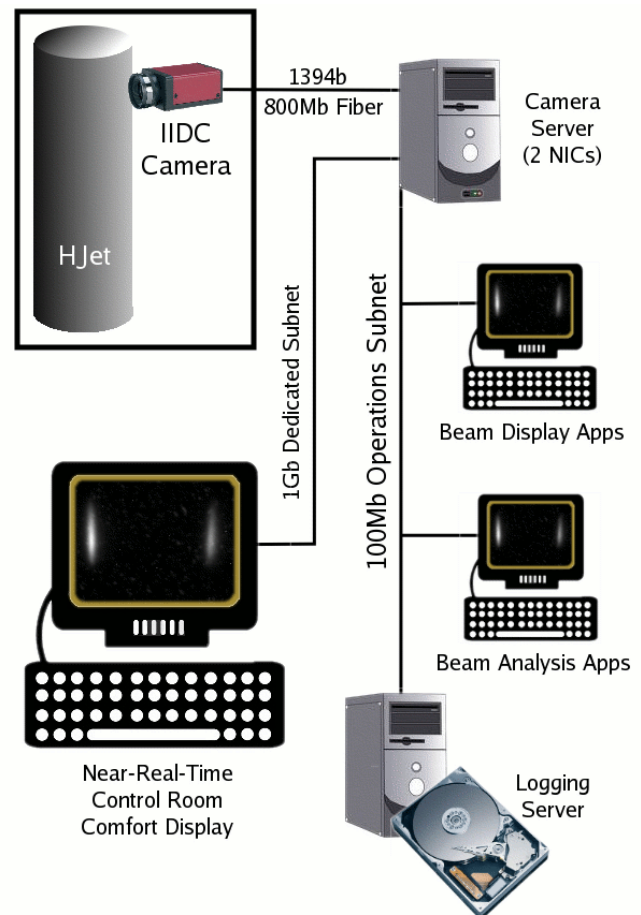 1394b
800Mb Fiber
IIDC
Camera
HJet
Camera
Server
(2 NICs)
1Gb Dedicated Subnet
100Mb Operations Subnet
Beam Display Apps
Beam Analysis Apps
Near-Real-Time
Control Room
Comfort Display
Logging
Server